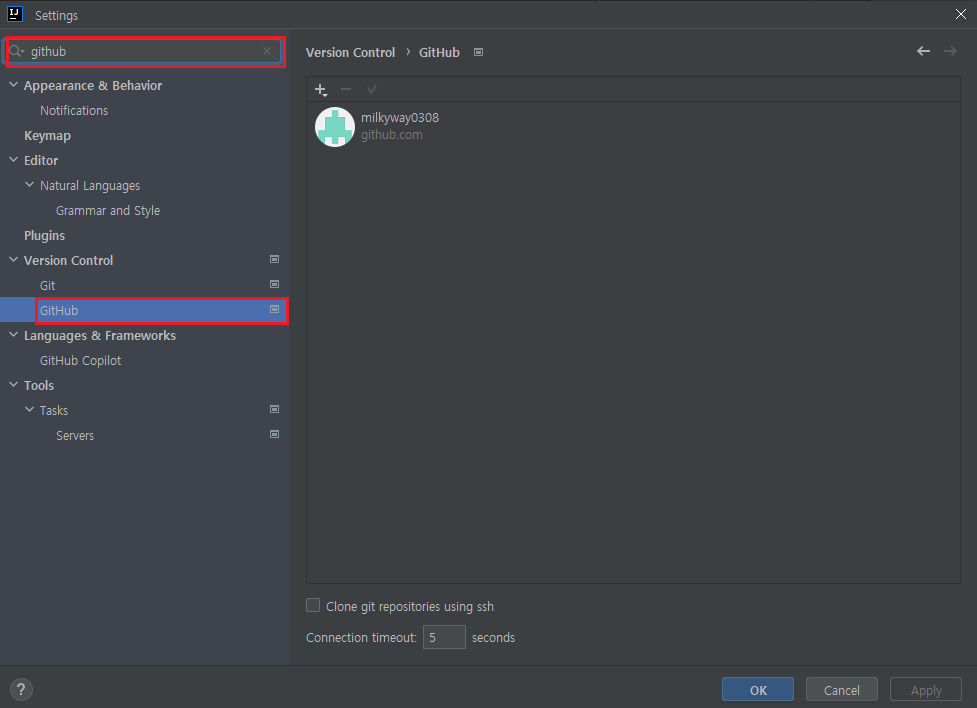 IJ
Settings
github
Appearance & Behavior
Notifications
Keymap
Editor
Natural Languages
Grammar and Style
Plugins
Version Control
Git
GitHub
Languages & Frameworks
GitHub Copilot
Tools
Tasks
Servers
Version Control › GitHub
milkyway0308
github.com
Clone git repositories using ssh
Connection timeout: 5 seconds
?
OK Cancel Apply